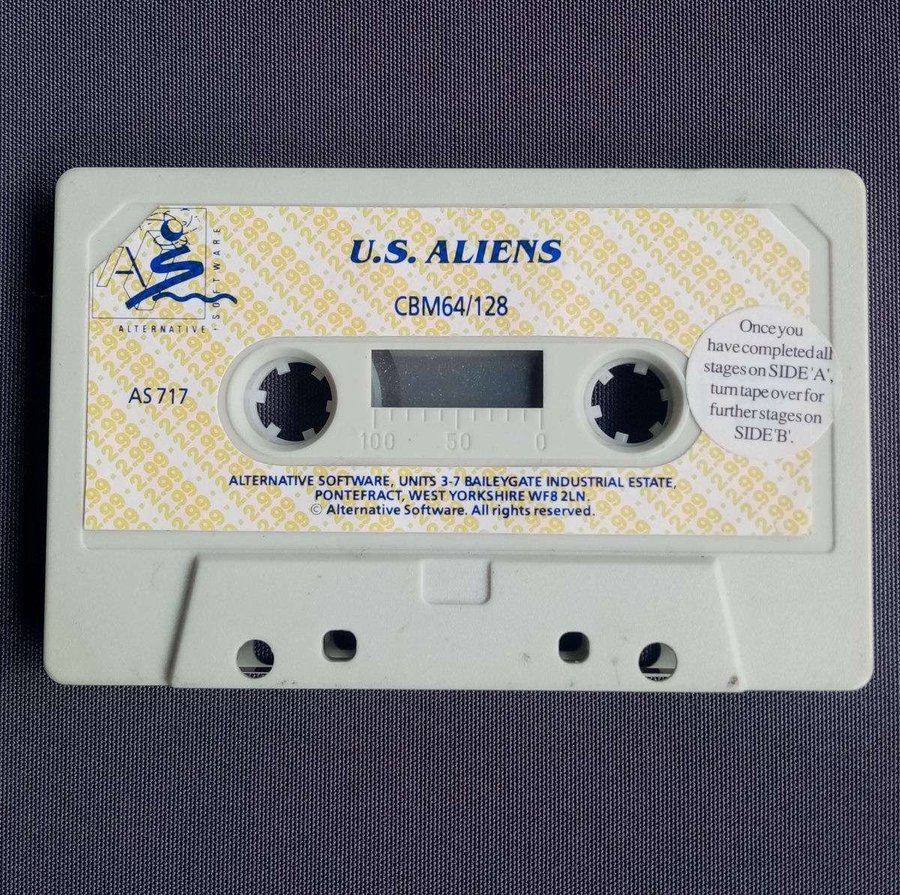 U.S. ALIENS
CBM64/128
A
ALTERNATIVE
SOFTWARE
AS 717
Once you
have completed all
stages on SIDE 'A',
turn tape over for
further stages on
SIDE 'B'.
100 50 0
ALTERNATIVE SOFTWARE, UNITS 3-7 BAILEYGATE INDUSTRIAL ESTATE,
PONTEFRACT, WEST YORKSHIRE WF8 2LN.
© Alternative Software. All rights reserved.
2.99